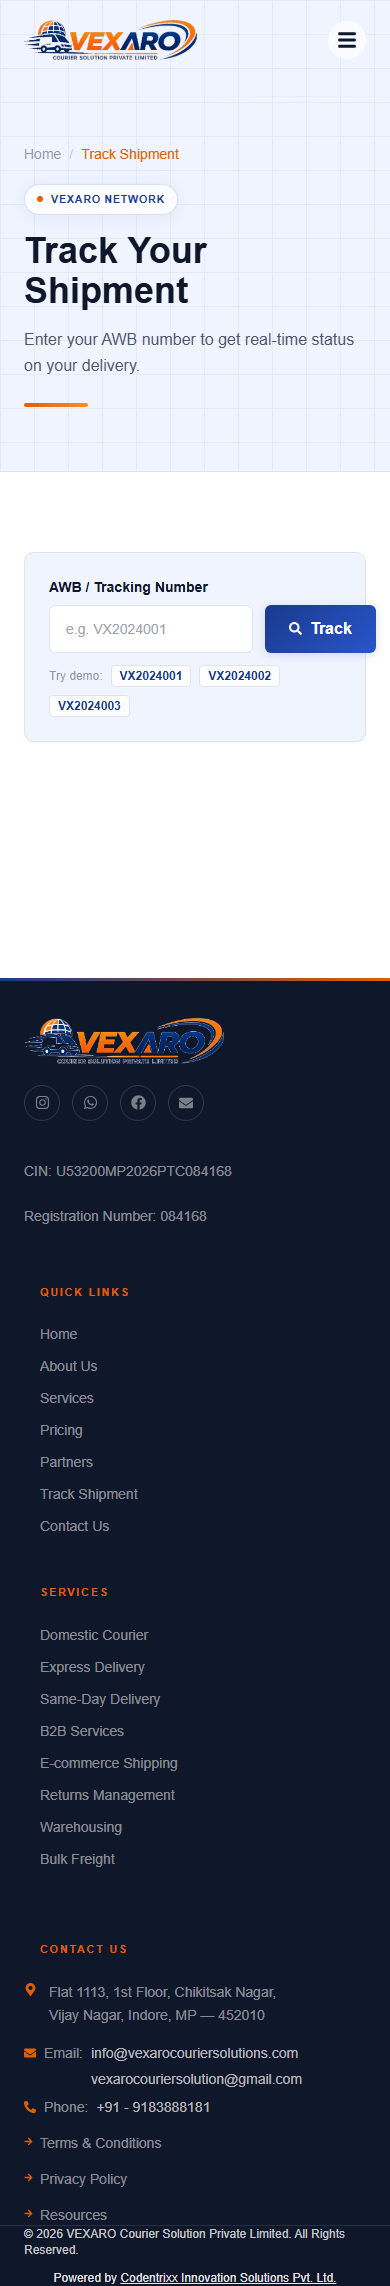 VEXARO
COURIER SOLUTION PRIVATE LIMITED
Home / Track Shipment
VEXARO NETWORK
Track Your
Shipment
Enter your AWB number to get real-time status
on your delivery.
AWB / Tracking Number
e.g. VX2024001
Track
Try demo: VX2024001 VX2024002
VX2024003
VEXARO
COURIER SOLUTION PRIVATE LIMITED
CIN: U53200MP2026PTC084168
Registration Number: 084168
QUICK LINKS
Home
About Us
Services
Pricing
Partners
Track Shipment
Contact Us
SERVICES
Domestic Courier
Express Delivery
Same-Day Delivery
B2B Services
E-commerce Shipping
Returns Management
Warehousing
Bulk Freight
CONTACT US
Flat 1113, 1st Floor, Chikitsak Nagar,
Vijay Nagar, Indore, MP — 452010
Email: info@vexarocouriersolutions.com
vexarocouriersolution@gmail.com
Phone: +91 - 9183888181
Terms & Conditions
Privacy Policy
Resources
© 2026 VEXARO Courier Solution Private Limited. All Rights
Reserved.
Powered by Codentrixx Innovation Solutions Pvt. Ltd.